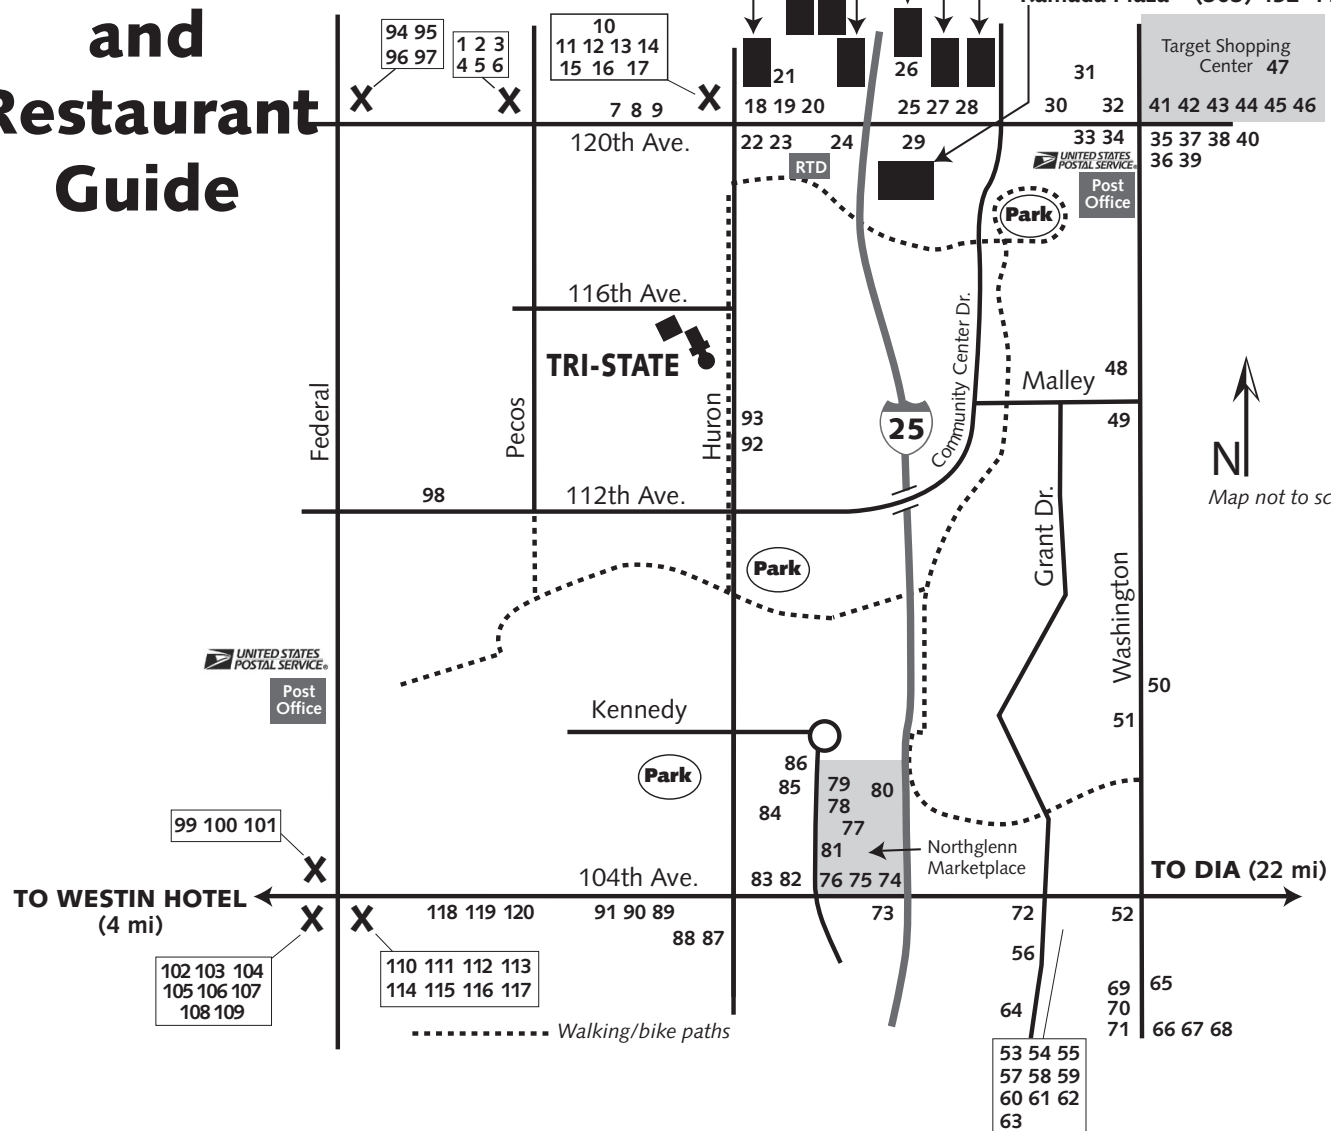 and
Restaurant
Guide
94 95
96 97
1 2 3
4 5 6
10
11 12 13 14
15 16 17
7 8 9
120th Ave.
21
18 19 20
22 23
24
RTD
26
25 27 28
29
31
30
32
33 34
UNITED STATES
POSTAL SERVICE®
Post
Office
Target Shopping
Center 47
41 42 43 44 45 46
35 37 38 40
36 39
Park
116th Ave.
TRI-STATE
Federal
Pecos
Huron
93
92
25
Community Center Dr.
Malley
48
49
N
Map not to
98
112th Ave.
Grant Dr.
Washington
Park
UNITED STATES
POSTAL SERVICE®
Post
Office
50
51
Kennedy
Park
86
85
84
79
80
78
77
81
Northglenn
Marketplace
99 100 101
104th Ave.
83 82
76 75 74
TO DIA (22 mi)
TO WESTIN HOTEL
(4 mi)
118 119 120
91 90 89
88 87
73
72
52
56
102 103 104
105 106 107
108 109
110 111 112 113
114 115 116 117
64
69
70
71
65
66 67 68
Walking/bike paths
53 54 55
57 58 59
60 61 62
63